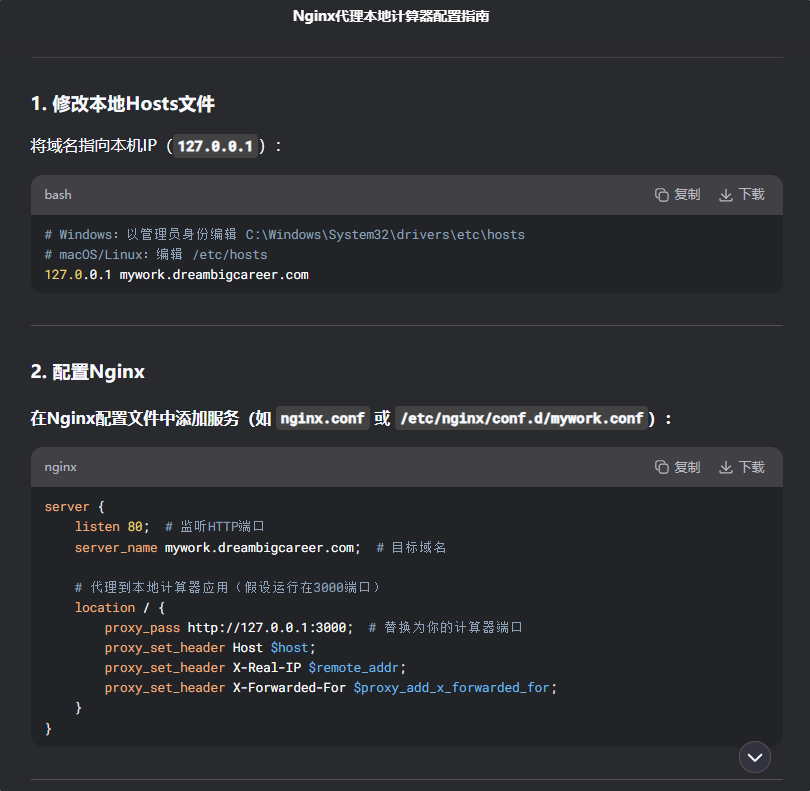 Nginx代理本地计算器配置指南
1. 修改本地Hosts文件
将域名指向本机IP（127.0.0.1）：
bash 复制 下载
# Windows：以管理员身份编辑 C:\Windows\System32\drivers\etc\hosts
# macOS/Linux：编辑 /etc/hosts
127.0.0.1 mywork.dreambigcareer.com
2. 配置Nginx
在Nginx配置文件中添加服务（如 nginx.conf 或 /etc/nginx/conf.d/mywork.conf）：
nginx 复制 下载
server {
    listen 80;  # 监听HTTP端口
    server_name mywork.dreambigcareer.com;  # 目标域名
    # 代理到本地计算器应用（假设运行在3000端口）
    location / {
        proxy_pass http://127.0.0.1:3000;  # 替换为你的计算器端口
        proxy_set_header Host $host;
        proxy_set_header X-Real-IP $remote_addr;
        proxy_set_header X-Forwarded-For $proxy_add_x_forwarded_for;
    }
}